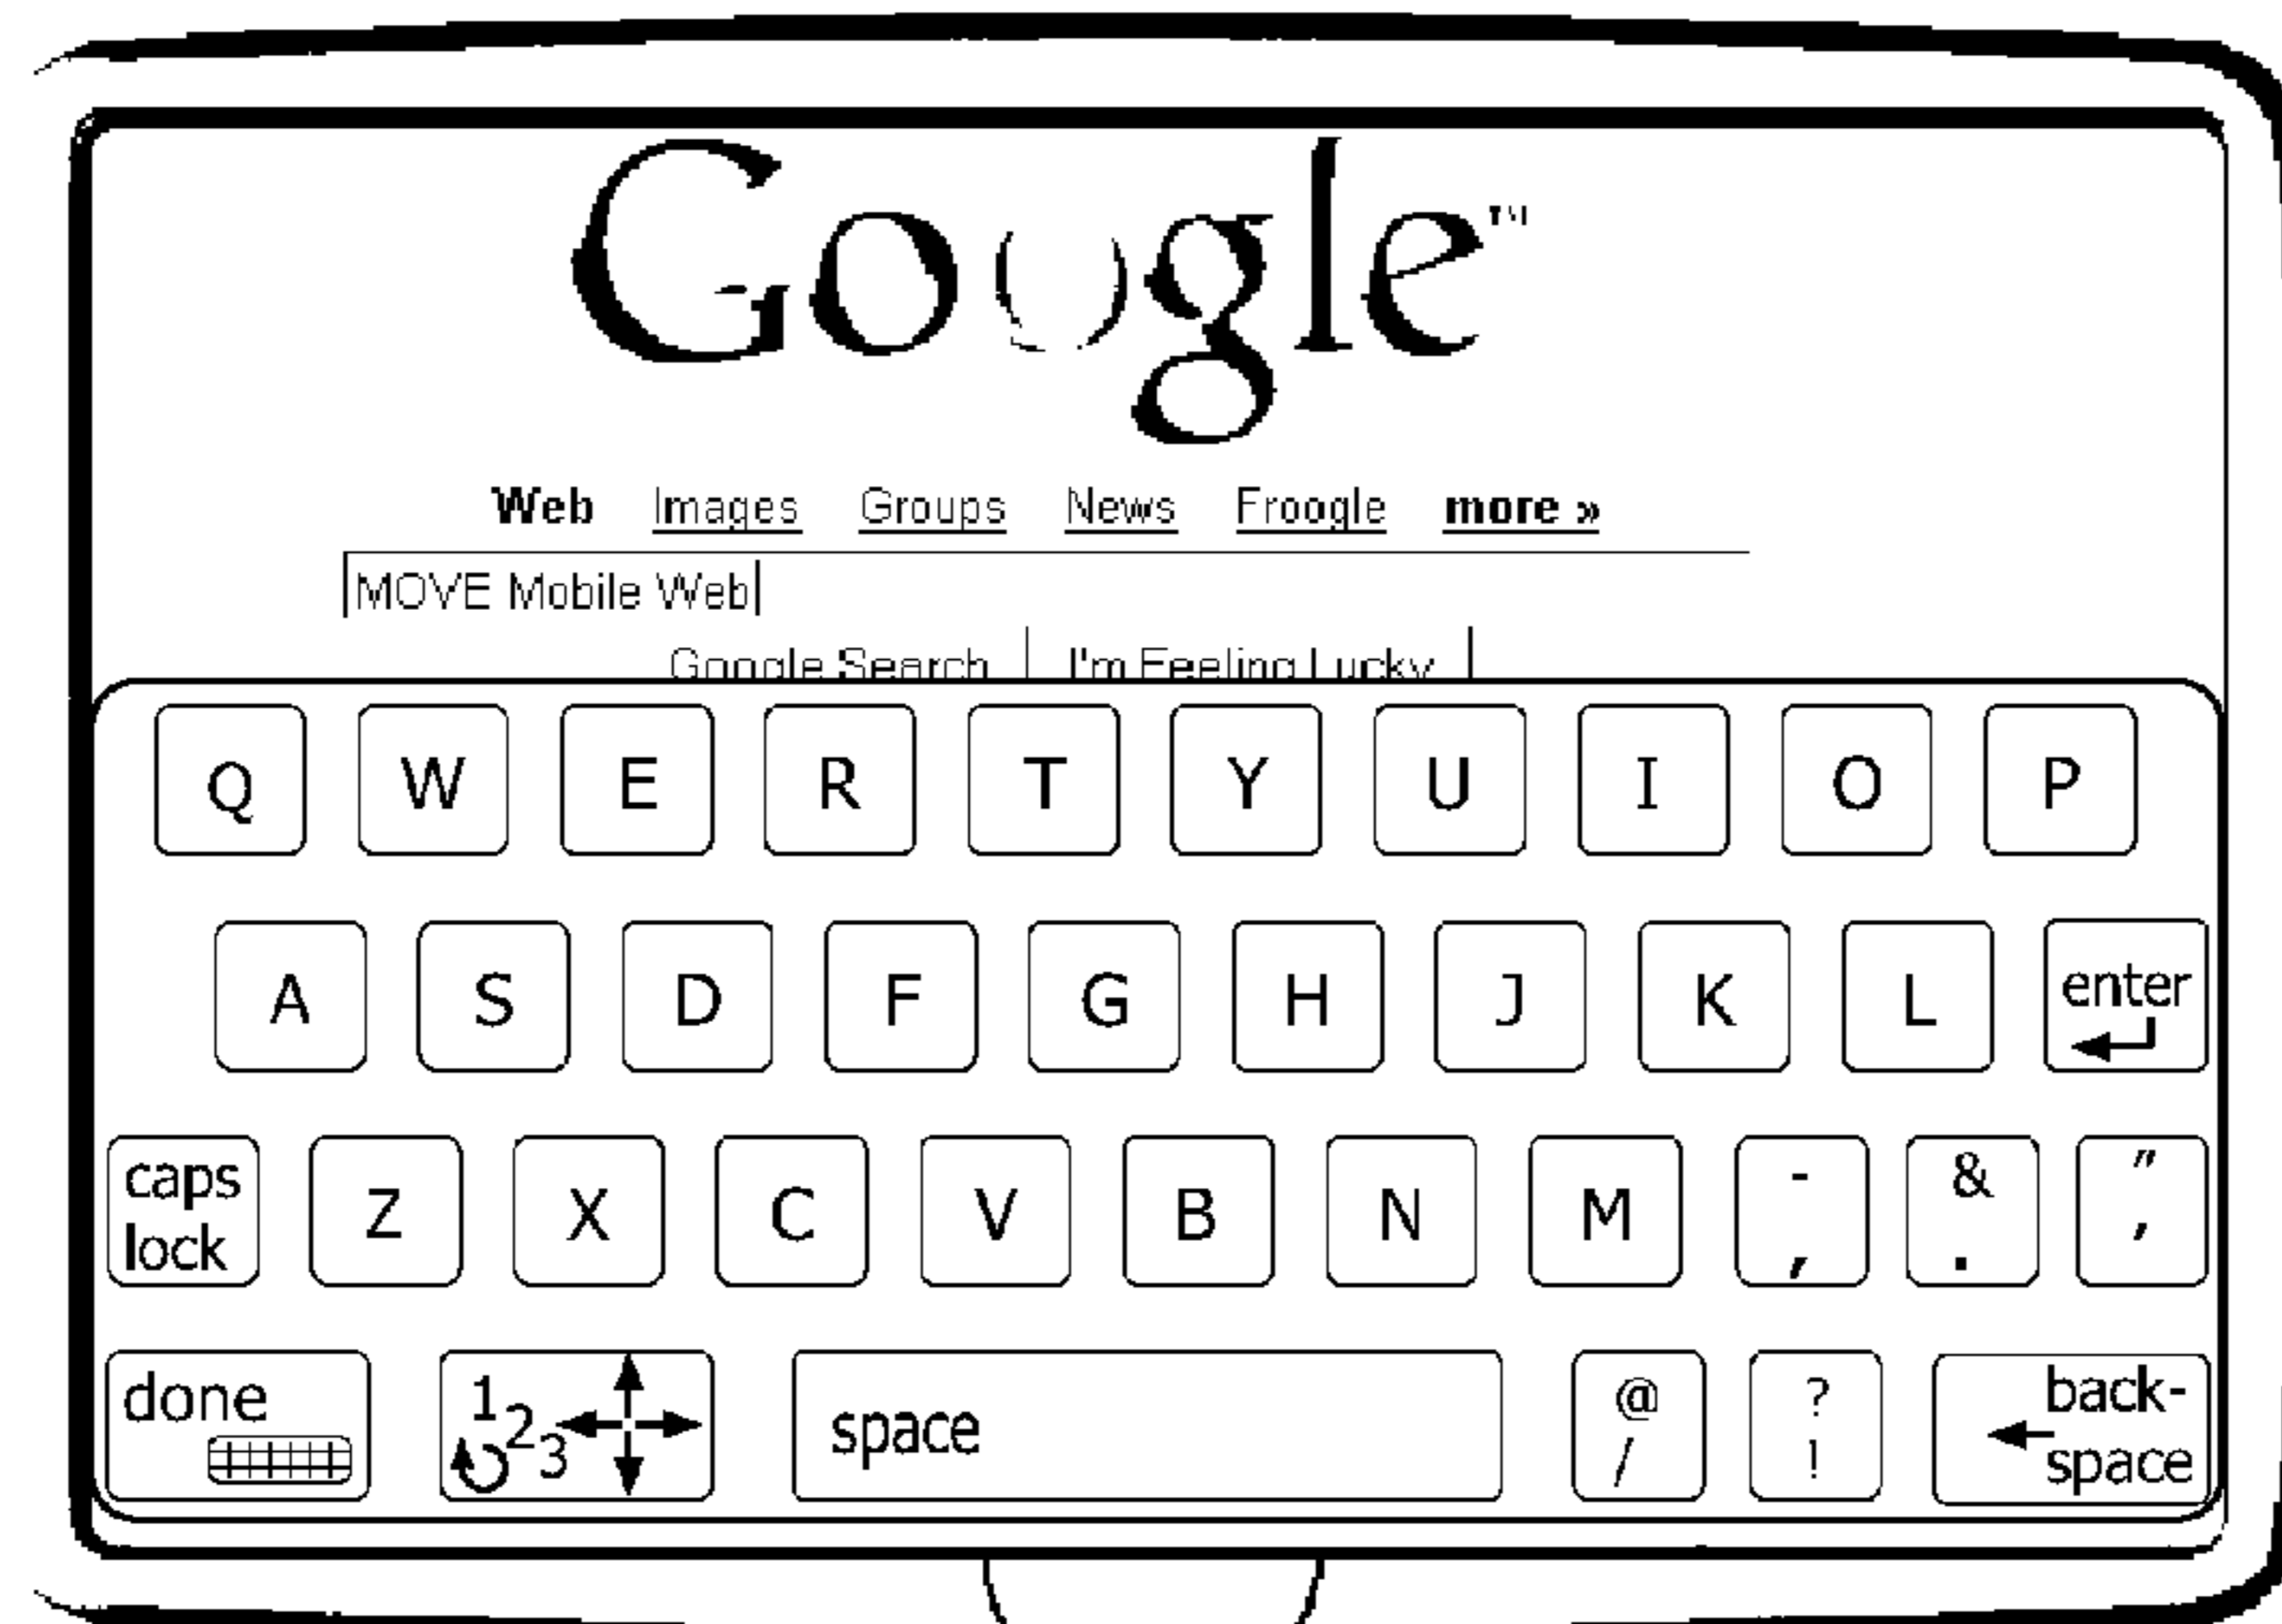 Google™
Web Images Groups News Froogle more »
MOVE Mobile Web
Google Search I'm Feeling Lucky
Q W E R T Y U I O P
A S D F G H J K L enter
caps lock Z X C V B N M - , & . " ,
done 1 2 3 space @ / ? ! back-space